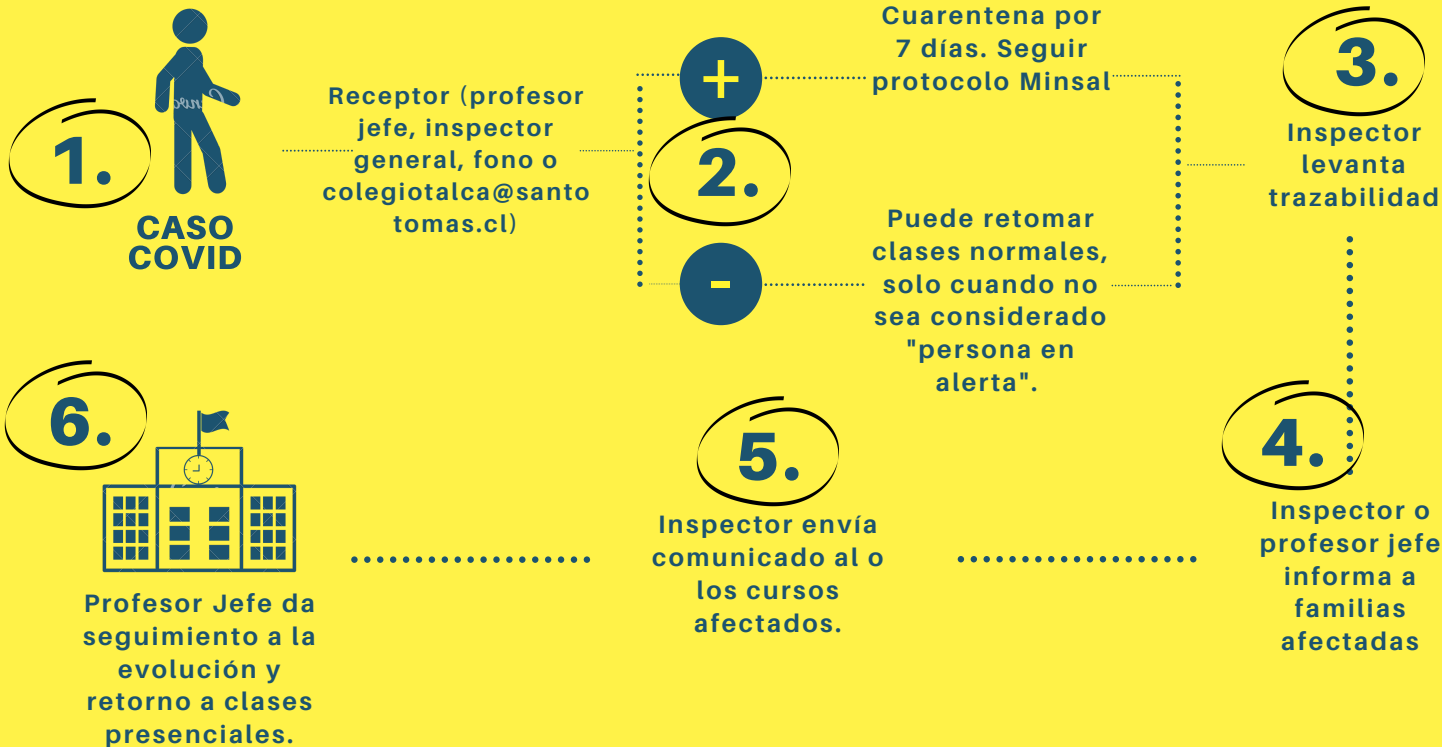 1.
CASO
COVID
Receptor (profesor
jefe, inspector
general, fono o
colegiotalca@santo
tomas.cl)
2.
+
Cuarentena por
7 días. Seguir
protocolo Minsal
-
Puede retomar
clases normales,
solo cuando no
sea considerado
"persona en
alerta".
3.
Inspector
levanta
trazabilidad
4.
Inspector o
profesor jefe
informa a
familias
afectadas
5.
Inspector envía
comunicado al o
los cursos
afectados.
6.
Profesor Jefe da
seguimiento a la
evolución y
retorno a clases
presenciales.